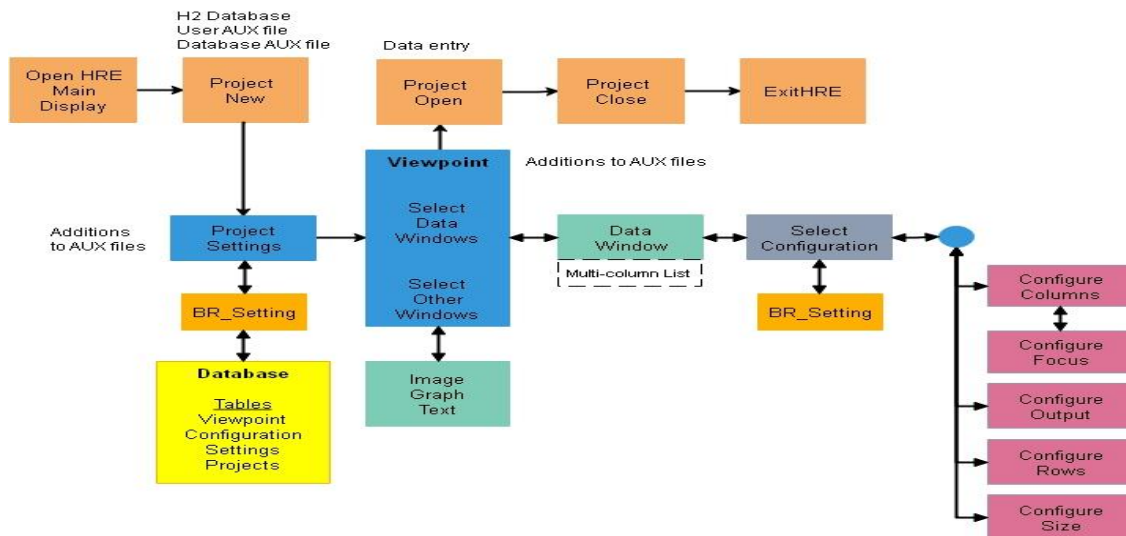 H2 Database
User AUX file
Database AUX file
Data entry
Open HRE
Main
Display
Project
New
Project
Open
Project
Close
ExitHRE
Viewpoint
Additions to AUX files
Select
Data
Windows
Select
Other
Windows
Additions
to AUX files
Project
Settings
Data
Window
Multi-column List
Select
Configuration
BR_Setting
BR_Setting
Database
Tables
Viewpoint
Configuration
Settings
Projects
Image
Graph
Text
Configure
Columns
Configure
Focus
Configure
Output
Configure
Rows
Configure
Size